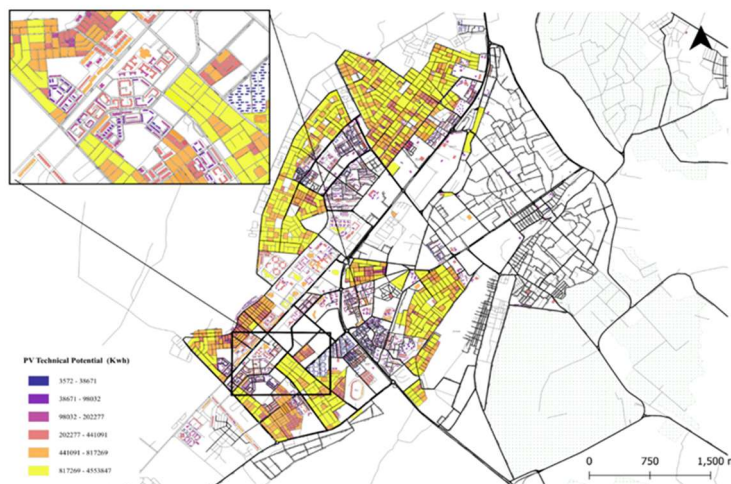 PV Technical Potential (Kwh)
3572 - 38671
38671 - 98032
98032 - 202277
202277 - 441091
441091 - 817269
817269 - 4553847
0 750 1,500 m